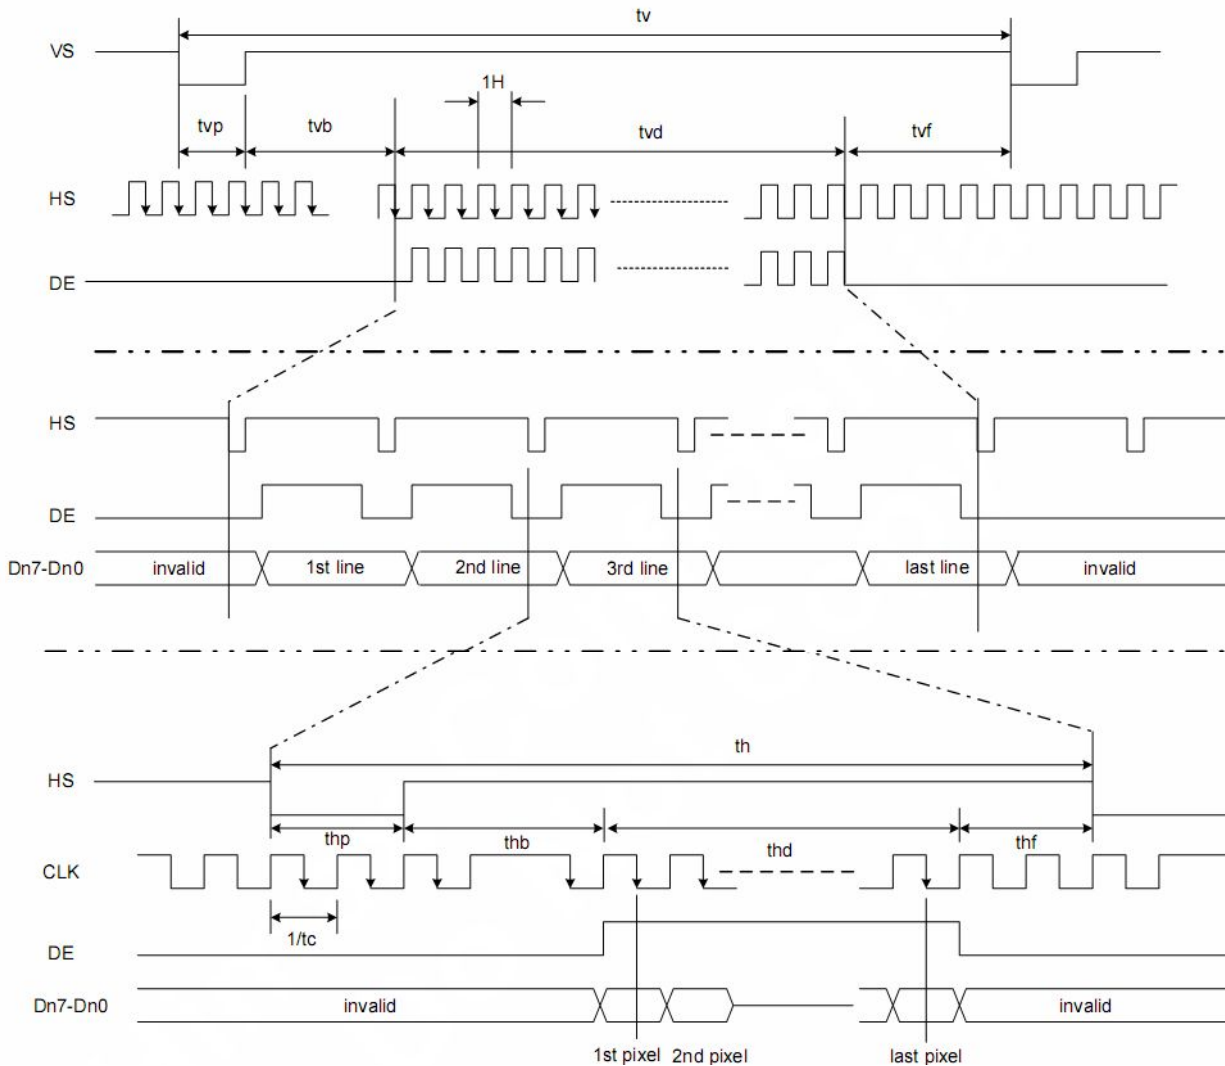 tv
VS
1H
tvp
tvb
tvd
tvf
HS
DE
HS
DE
Dn7-Dn0
invalid
1st line
2nd line
3rd line
last line
invalid
th
HS
thp
thb
thd
thf
CLK
1/tc
DE
Dn7-Dn0
invalid
invalid
1st pixel
2nd pixel
last pixel